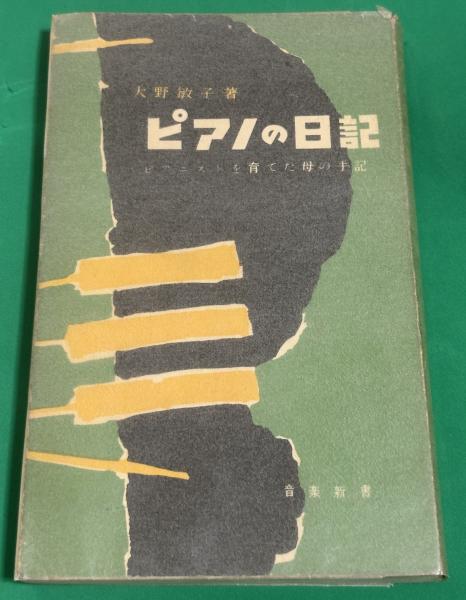 大野敏子著
ピアノの日記
ピアニストを育てた母の手記
音楽新書